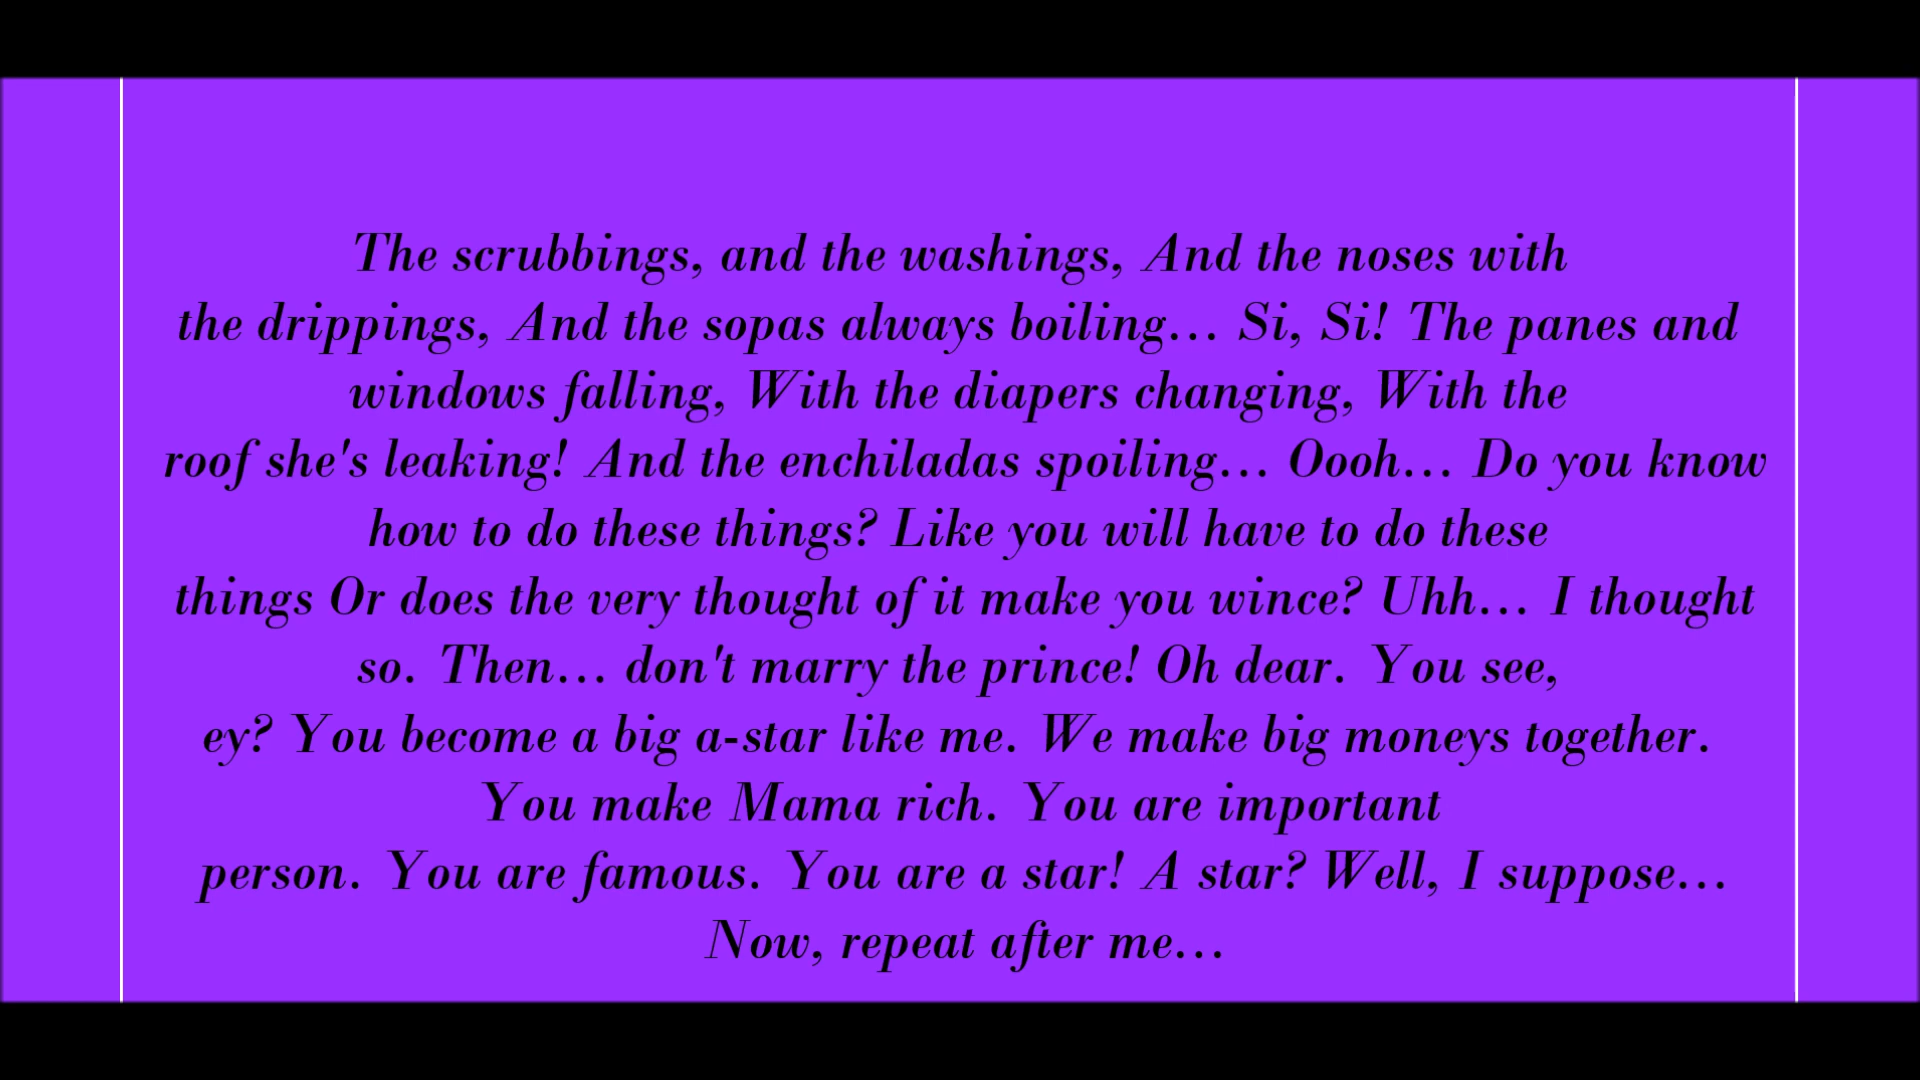 The scrubbings, and the washings, And the noses with
the drippings, And the sopas always boiling... Si, Si! The panes and
windows falling, With the diapers changing, With the
roof she's leaking! And the enchiladas spoiling... Oooh... Do you know
how to do these things? Like you will have to do these
things Or does the very thought of it make you wince? Uhh... I thought
so. Then... don't marry the prince! Oh dear. You see,
ey? You become a big a-star like me. We make big moneys together.
You make Mama rich. You are important
person. You are famous. You are a star! A star? Well, I suppose...
Now, repeat after me...